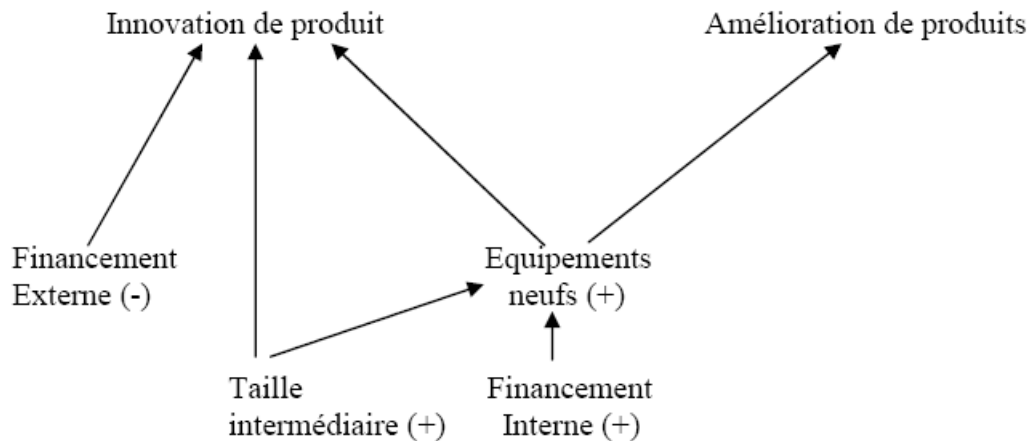 Innovation de produit
Amélioration de produits
Financement
Externe (-)
Equipements
neufs (+)
Taille
intermédiaire (+)
Financement
Interne (+)